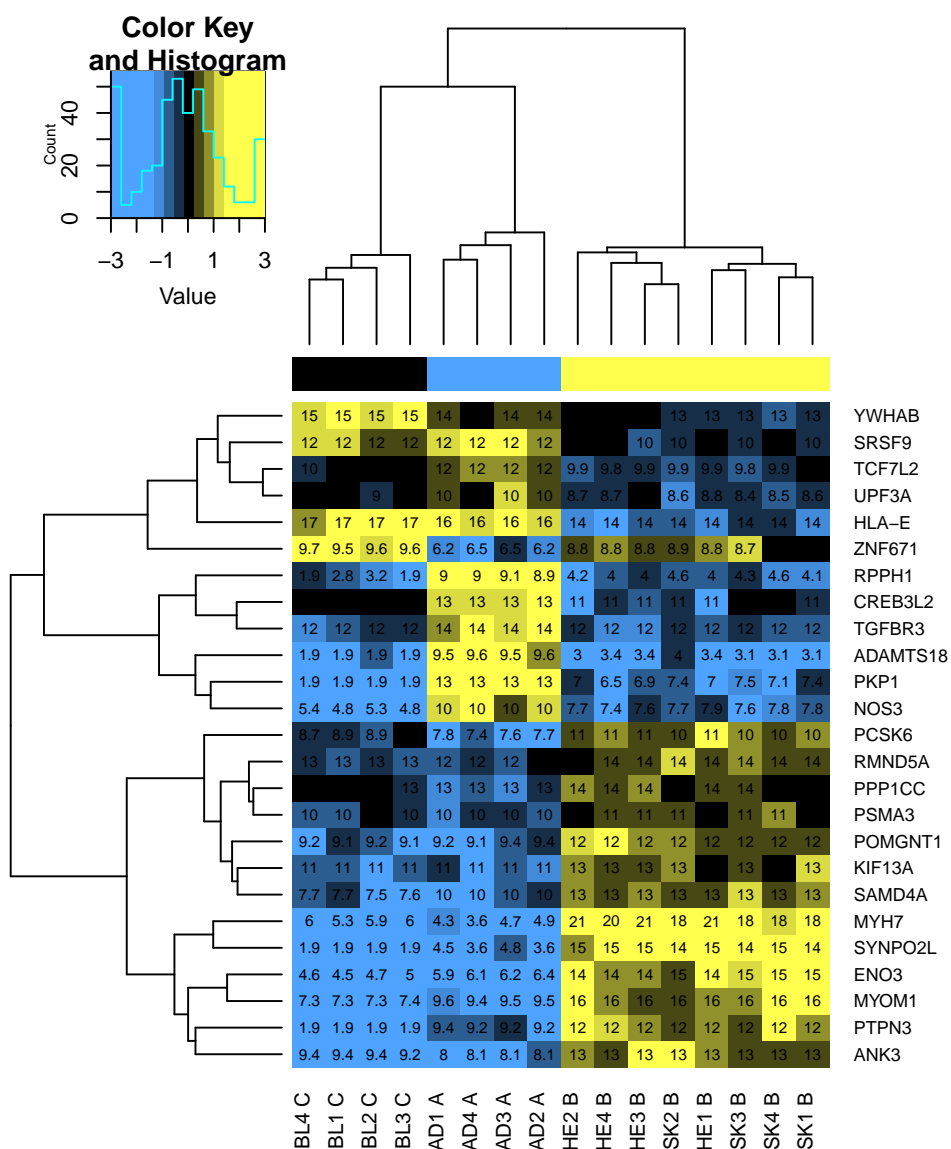 Color Key
and Histogram
Count
0 20 40
−3 −1 1 3
Value
15 15 15 15 14 14 14 13 13 13 13 13 YWHAB
12 12 12 12 12 12 12 12 10 10 10 10 SRSF9
10 12 12 12 12 9.9 9.8 9.9 9.9 9.9 9.8 9.9 TCF7L2
9 10 10 10 8.7 8.7 8.6 8.8 8.4 8.5 8.6 UPF3A
17 17 17 17 16 16 16 16 14 14 14 14 14 14 14 14 HLA−E
9.7 9.5 9.6 9.6 6.2 6.5 6.5 6.2 8.8 8.8 8.8 8.9 8.8 8.7 ZNF671
1.9 2.8 3.2 1.9 9 9 9.1 8.9 4.2 4 4 4.6 4 4.3 4.6 4.1 RPPH1
13 13 13 13 11 11 11 11 11 11 CREB3L2
12 12 12 12 14 14 14 14 12 12 12 12 12 12 12 12 TGFBR3
1.9 1.9 1.9 1.9 9.5 9.6 9.5 9.6 3 3.4 3.4 4 3.4 3.1 3.1 3.1 ADAMTS18
1.9 1.9 1.9 1.9 13 13 13 13 7 6.5 6.9 7.4 7 7.5 7.1 7.4 PKP1
5.4 4.8 5.3 4.8 10 10 10 10 7.7 7.4 7.6 7.7 7.9 7.6 7.8 7.8 NOS3
8.7 8.9 8.9 7.8 7.4 7.6 7.7 11 11 11 10 11 10 10 10 PCSK6
13 13 13 13 12 12 12 14 14 14 14 14 14 14 RMND5A
13 13 13 13 13 14 14 14 14 14 PPP1CC
10 10 10 10 10 10 10 11 11 11 11 11 PSMA3
9.2 9.1 9.2 9.1 9.2 9.1 9.4 9.4 12 12 12 12 12 12 12 12 POMGNT1
11 11 11 11 11 11 11 11 13 13 13 13 13 13 KIF13A
7.7 7.7 7.5 7.6 10 10 10 10 13 13 13 13 13 13 13 13 SAMD4A
6 5.3 5.9 6 4.3 3.6 4.7 4.9 21 20 21 18 21 18 18 18 MYH7
1.9 1.9 1.9 1.9 4.5 3.6 4.8 3.6 15 15 15 14 15 14 15 14 SYNPO2L
4.6 4.5 4.7 5 5.9 6.1 6.2 6.4 14 14 14 15 14 15 15 15 ENO3
7.3 7.3 7.3 7.4 9.6 9.4 9.5 9.5 16 16 16 16 16 16 16 16 MYOM1
1.9 1.9 1.9 1.9 9.4 9.2 9.2 9.2 12 12 12 12 12 12 12 12 PTPN3
9.4 9.4 9.4 9.2 8 8.1 8.1 8.1 13 13 13 13 13 13 13 13 ANK3
BL4 C
BL1 C
BL2 C
BL3 C
AD1 A
AD4 A
AD3 A
AD2 A
HE2 B
HE4 B
HE3 B
SK2 B
HE1 B
SK3 B
SK4 B
SK1 B